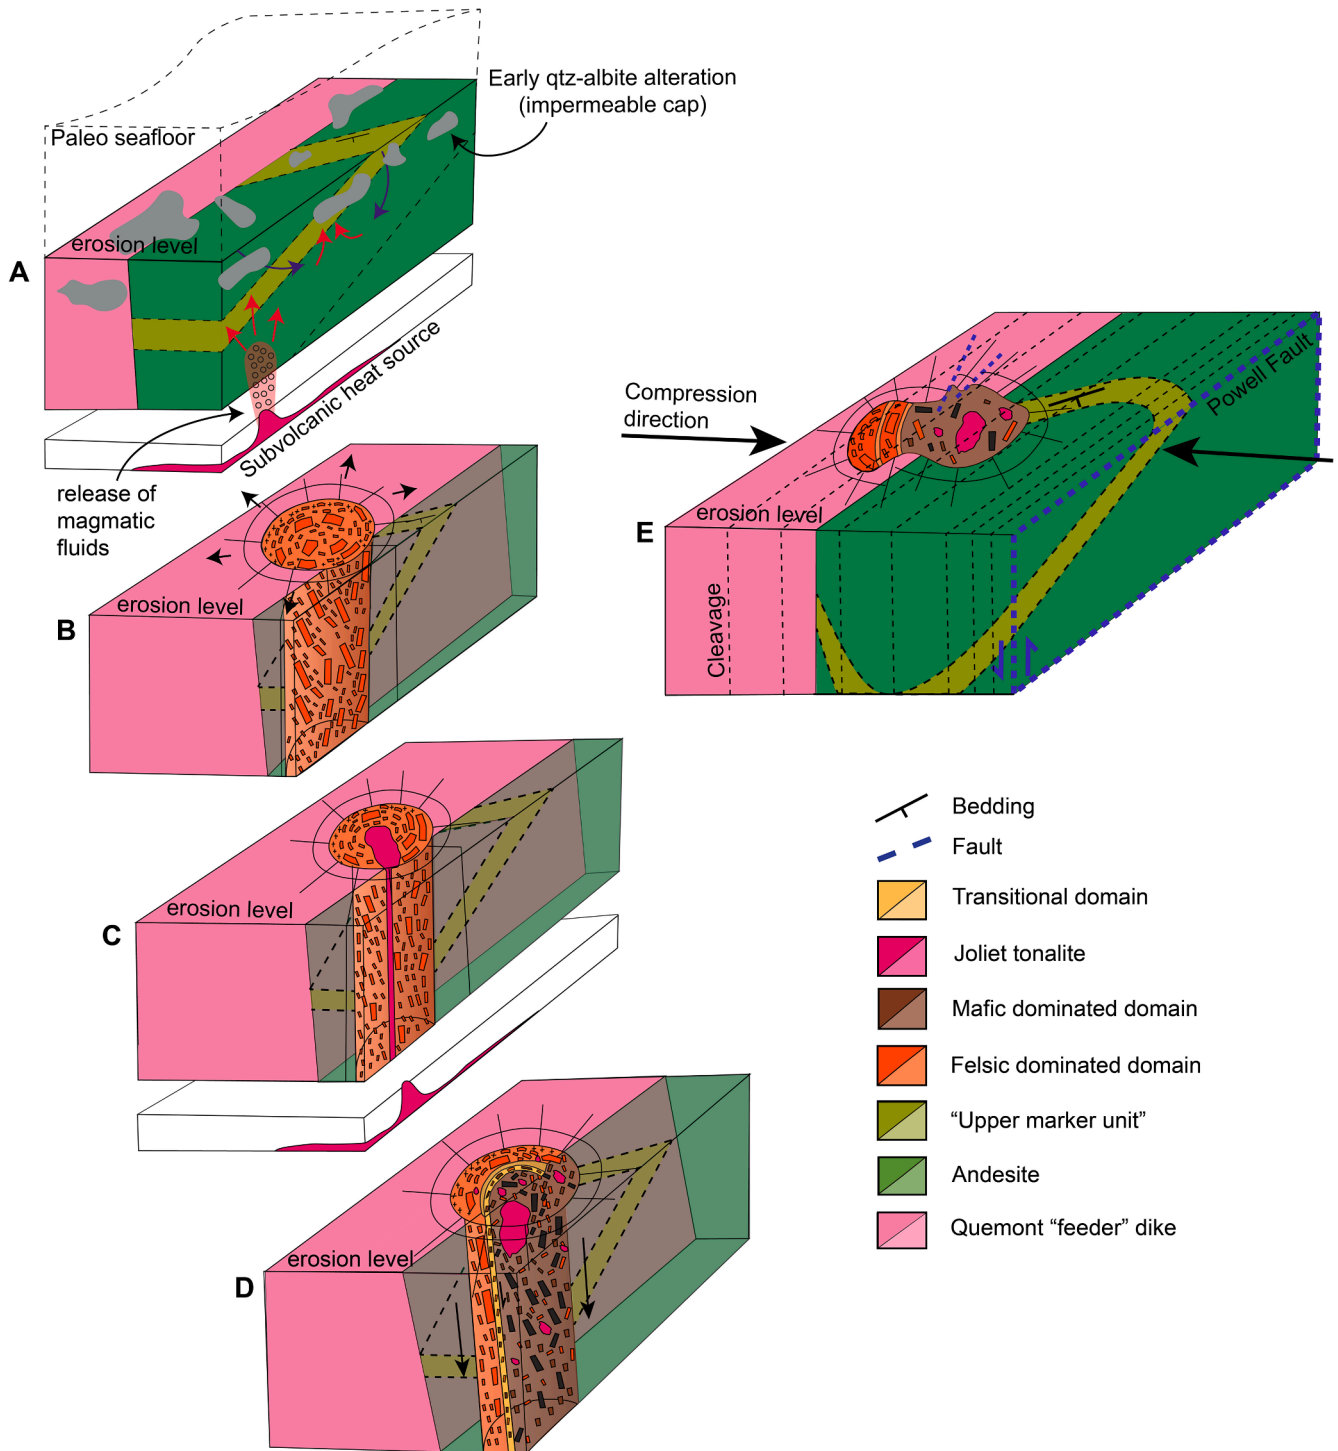 Early qtz-albite alteration
(impermeable cap)
Paleo seafloor
erosion level
A
Subvolcanic heat source
release of
magmatic
fluids
erosion level
B
erosion level
C
erosion level
D
Compression
direction
Powell Fault
erosion level
E
Cleavage
Bedding
Fault
Transitional domain
Joliet tonalite
Mafic dominated domain
Felsic dominated domain
“Upper marker unit”
Andesite
Quemont “feeder” dike